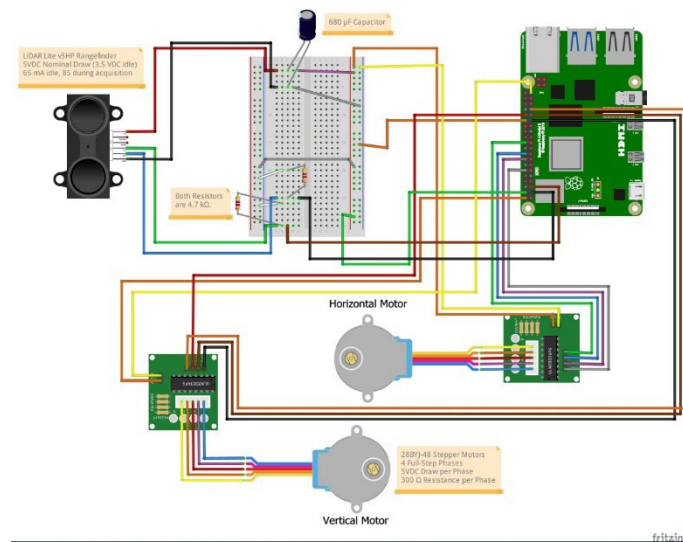 680 µF Capacitor
LiDAR Lite v3HP Rangefinder
5VDC Nominal Draw (3.5 VDC idle)
65 mA idle, 85 during acquisition
Both Resistors
are 4.7 kΩ.
Horizontal Motor
28BYJ-48 Stepper Motors
4 Full-Step Phases
5VDC Draw per Phase
300 Ω Resistance per Phase
Vertical Motor
fritzin